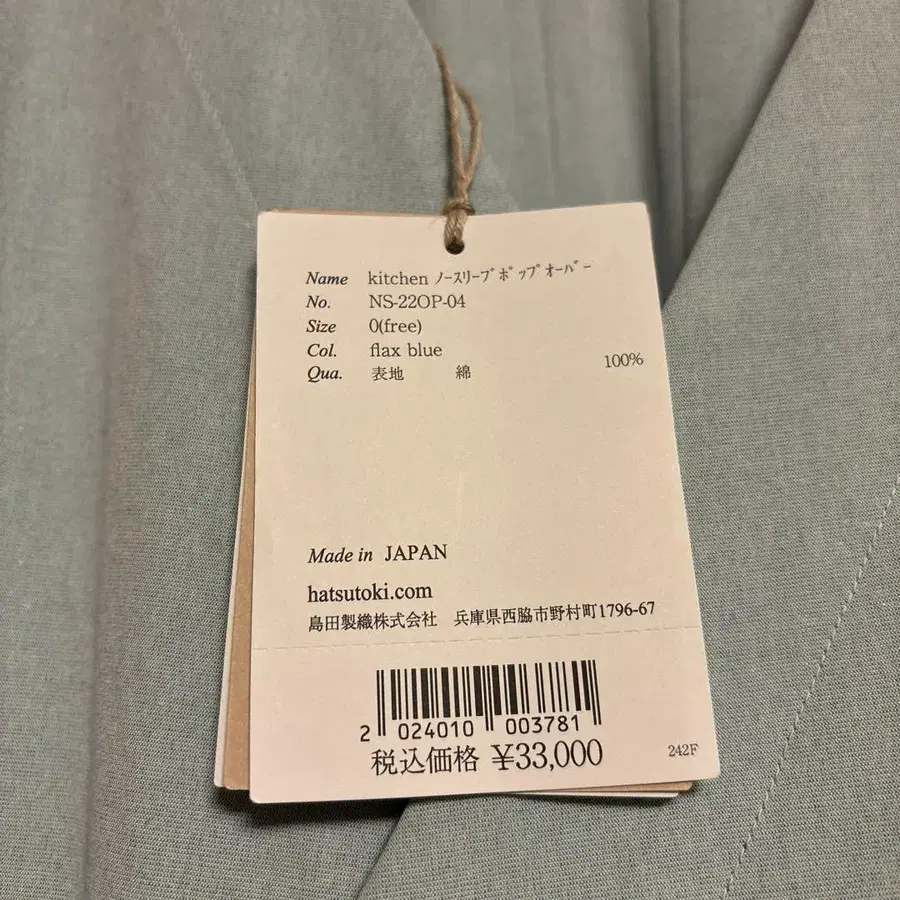 Name kitchen ﾉｰｽﾘｰﾌﾞﾎﾟｯﾌﾟｵｰﾊﾞｰ
No. NS-22OP-04
Size 0(free)
Col. flax blue
Qua. 表地 綿 100%
Made in JAPAN
hatsutoki.com
島田製織株式会社 兵庫県西脇市野村町1796-67
2 024010 003781
税込価格 ¥33,000
242F